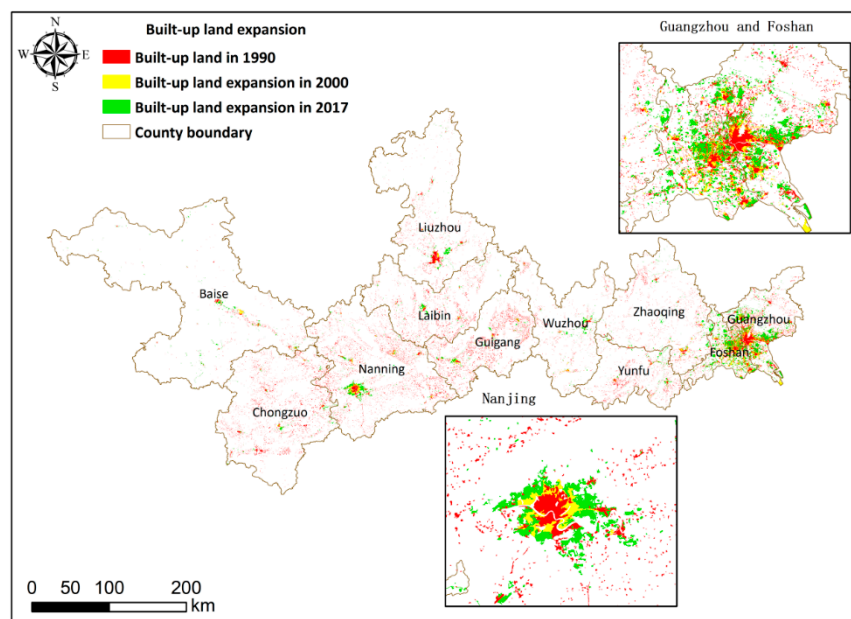 N
W E
S
Built-up land expansion
Built-up land in 1990
Built-up land expansion in 2000
Built-up land expansion in 2017
County boundary
Guangzhou and Foshan
Liuzhou
Baise
Laibin
Wuzhou
Zhaoqing
Guangzhou
Guigang
Foshan
Nanning
Yunfu
Chongzuo
Nanjing
0 50 100 200
km